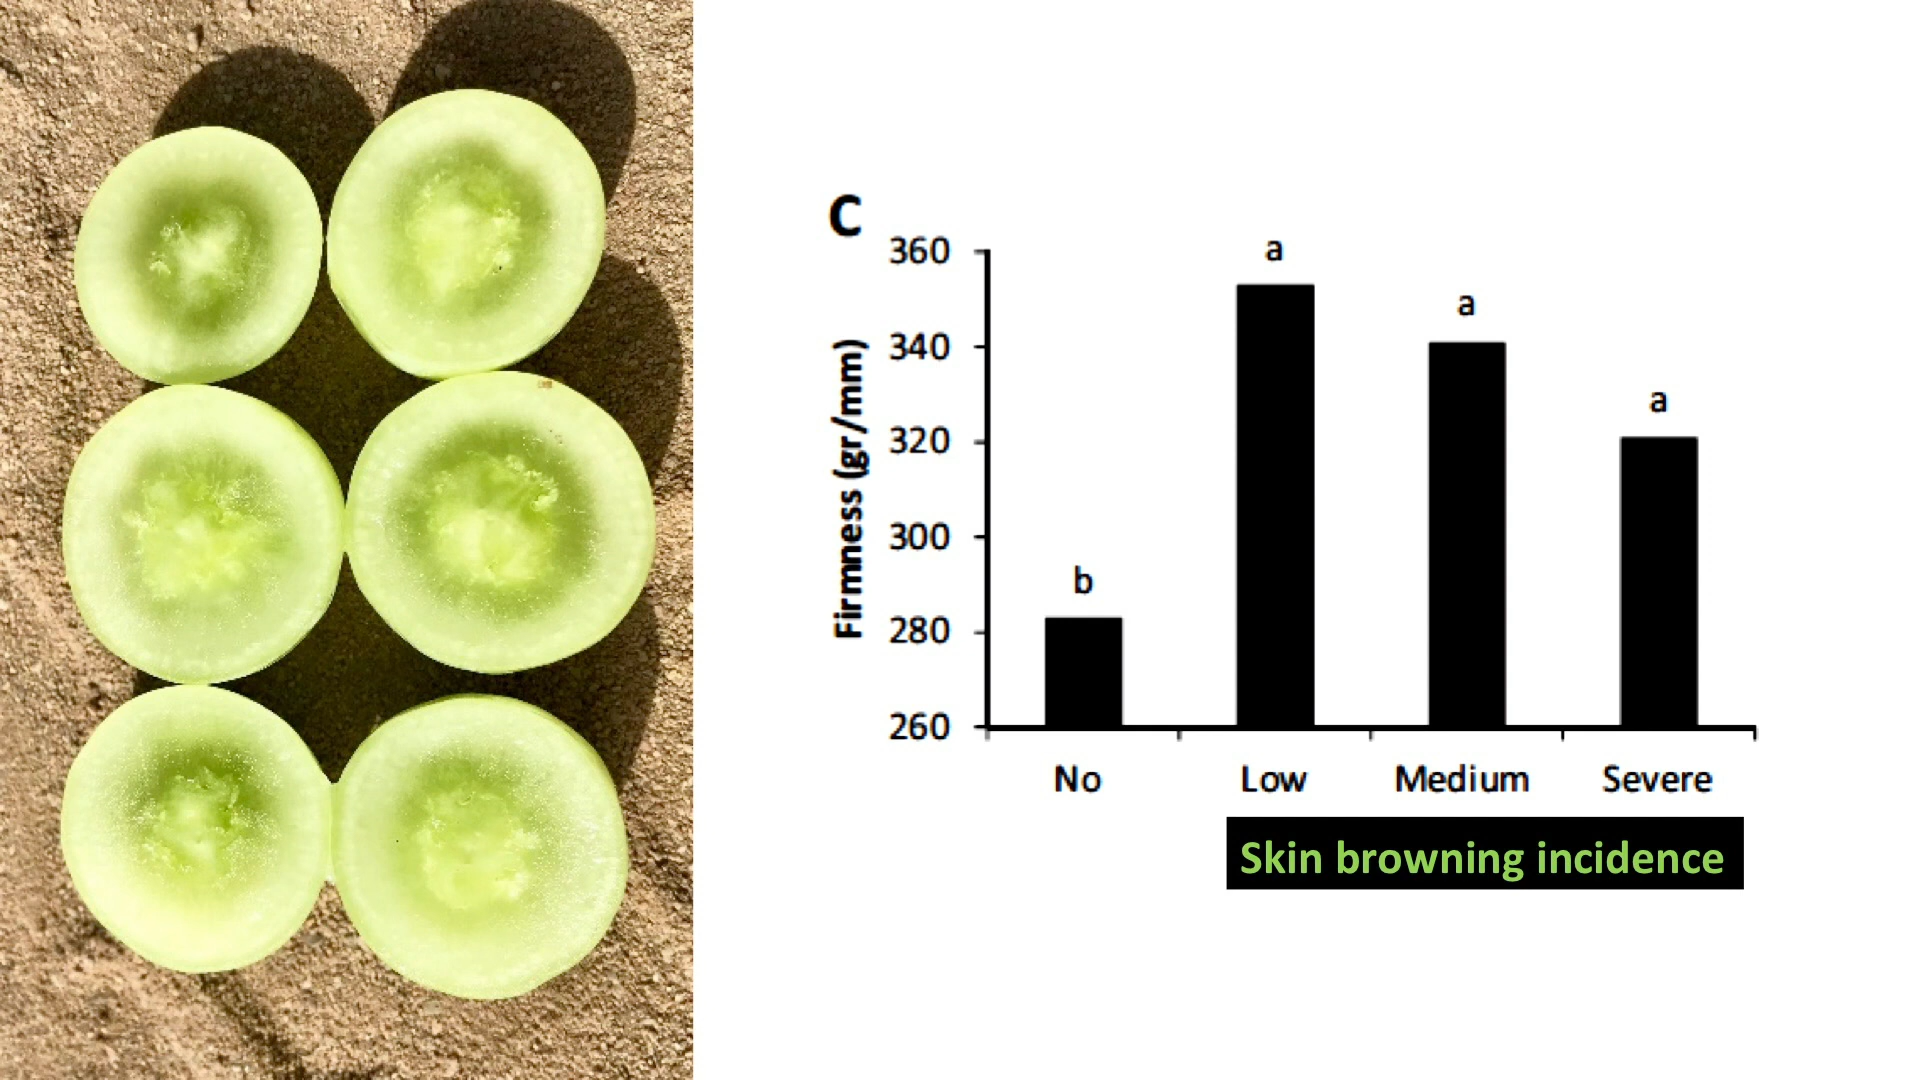 C
360
340
320
300
280
260
Firmness (gr/mm)
b
a
a
a
No Low Medium Severe
Skin browning incidence